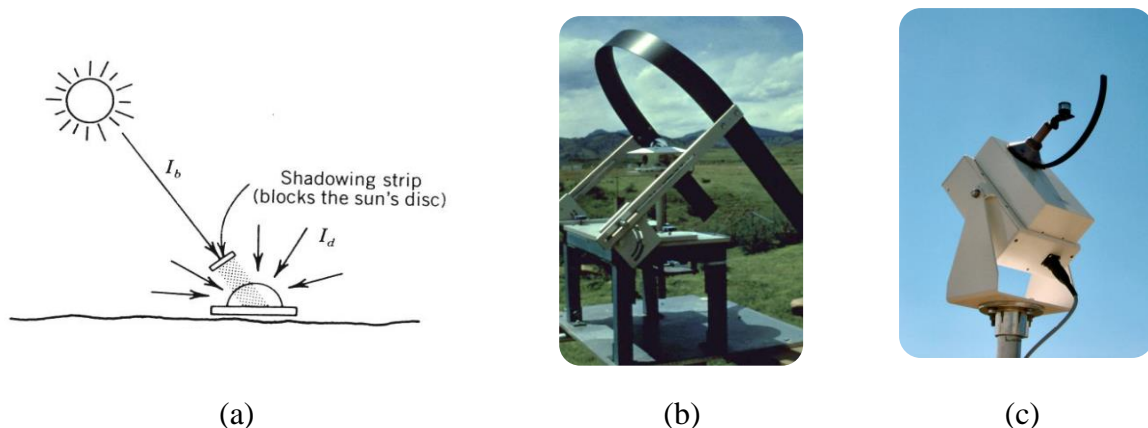 I_b
Shadowing strip
(blocks the sun's disc)
I_d
(a)
(b)
(c)